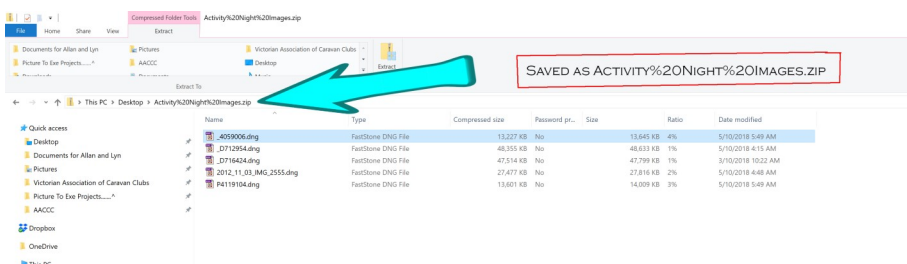 Compressed Folder Tools Activity%20Night%20Images.zip
File Home Share View Extract
Documents for Allan and Lyn Pictures Victorian Association of Caravan Clubs
Picture To Exe Projects......^ AACCC Desktop
Extract
Extract To
SAVED AS ACTIVITY%20NIGHT%20IMAGES.ZIP
This PC > Desktop > Activity%20Night%20Images.zip
Name Type Compressed size Password pr... Size Ratio Date modified
_4059006.dng FastStone DNG File 13,227 KB No 13,645 KB 4% 5/10/2018 5:49 AM
_D712954.dng FastStone DNG File 48,355 KB No 48,633 KB 1% 5/10/2018 4:15 AM
_D716424.dng FastStone DNG File 47,514 KB No 47,799 KB 1% 3/10/2018 10:22 AM
2012_11_03_IMG_2555.dng FastStone DNG File 27,477 KB No 27,816 KB 2% 5/10/2018 4:48 AM
P4119104.dng FastStone DNG File 13,601 KB No 14,009 KB 3% 5/10/2018 5:49 AM
Quick access
Desktop
Documents for Allan and Lyn
Pictures
Victorian Association of Caravan Clubs
Picture To Exe Projects......^
AACCC
Dropbox
OneDrive